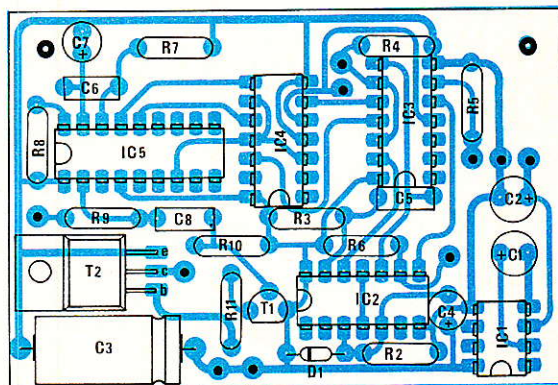 C7
+
R7
R4
C6
R5
IC3
IC4
R8
IC5
C5
C2
+
R9
C8
R3
R10
R6
+
C1
e
T2
c
b
R11
T1
IC2
C4
+
IC1
C3
D1
R2